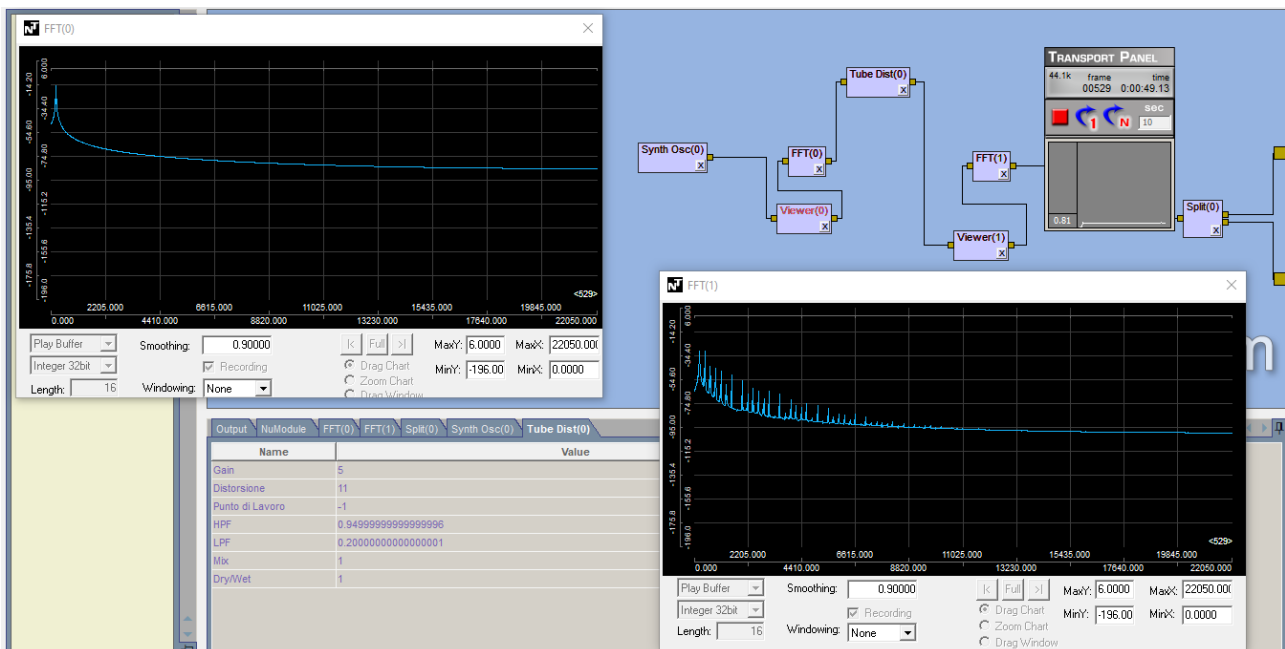 NT FFT(0)
6.000
-14.20
-34.40
-54.60
-74.80
-95.00
-115.2
-135.4
-155.6
-175.8
-196.0
<529>
2205.000 6615.000 11025.000 15435.000 19845.000
0.000 4410.000 8820.000 13230.000 17640.000 22050.000
Play Buffer Smoothing: 0.90000 Full MaxY: 6.0000 MaxX: 22050.00(
Integer 32bit Recording Drag Chart MinY: -196.00 MinX: 0.0000
Zoom Chart
Length: 16 Windowing: None Drag Window
Synth Osc(0)
X
FFT(0)
X
Viewer(0)
X
Tube Dist(0)
X
Viewer(1)
X
FFT(1)
X
TRANSPORT PANEL
44.1k frame time
00529 0:00:49.13
sec
1 N 10
0.81
Split(0)
X
m
NT FFT(1)
6.000
-14.20
-34.40
-54.60
-74.80
-95.00
-115.2
-135.4
-155.6
-175.8
-196.0
<529>
2205.000 6615.000 11025.000 15435.000 19845.000
0.000 4410.000 8820.000 13230.000 17640.000 22050.000
Play Buffer Smoothing: 0.90000 Full MaxY: 6.0000 MaxX: 22050.00(
Integer 32bit Recording Drag Chart MinY: -196.00 MinX: 0.0000
Zoom Chart
Length: 16 Windowing: None Drag Window
Output NuModule FFT(0) FFT(1) Split(0) Synth Osc(0) Tube Dist(0)
Name Value
Gain 5
Distorsione 11
Punto di Lavoro -1
HPF 0.94999999999999996
LPF 0.20000000000000001
Mix 1
Dry/Wet 1